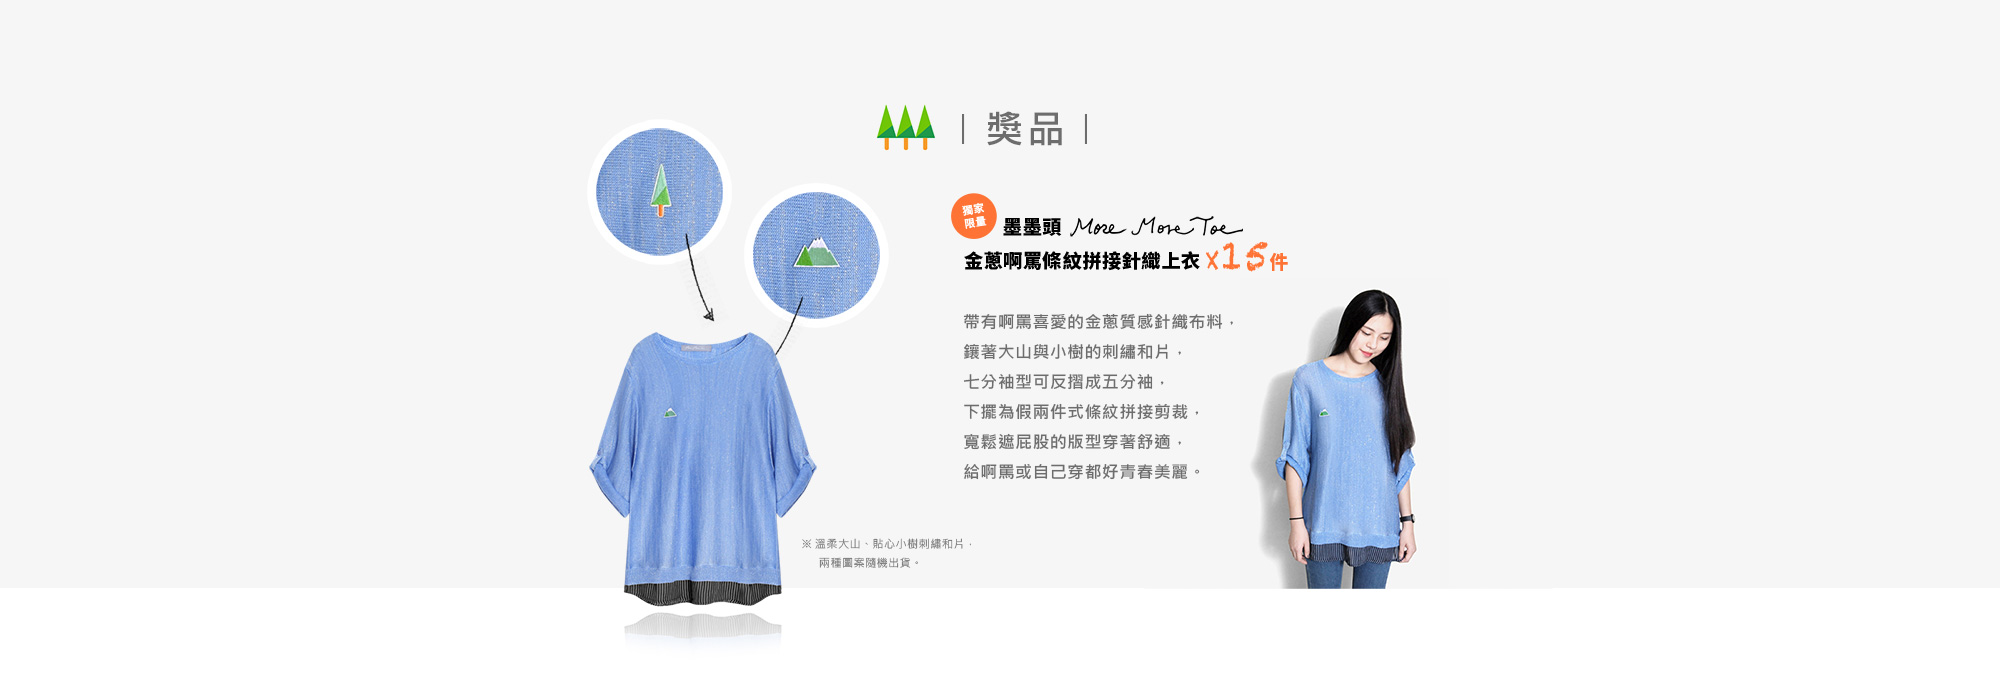 獎品
獨家
限量
墨墨頭 More More Toe
金蔥啊罵條紋拼接針織上衣 X15件
帶有啊罵喜愛的金蔥質感針織布料，
鑲著大山與小樹的刺繡和片，
七分袖型可反摺成五分袖，
下擺為假兩件式條紋拼接剪裁，
寬鬆遮屁股的版型穿著舒適，
給啊罵或自己穿都好青春美麗。
※ 溫柔大山、貼心小樹刺繡和片，
兩種圖案隨機出貨。